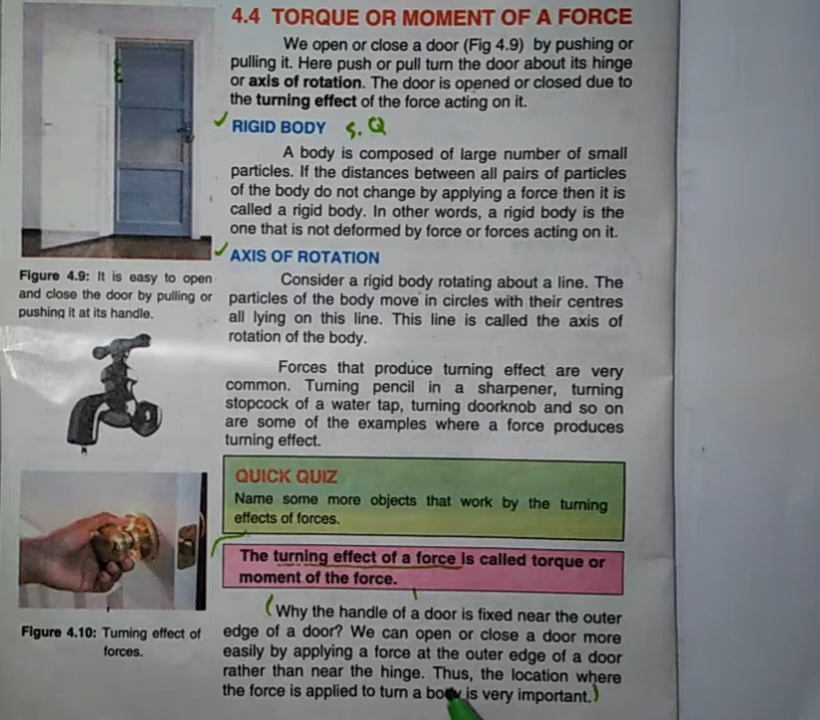 4.4 TORQUE OR MOMENT OF A FORCE
We open or close a door (Fig 4.9) by pushing or
pulling it. Here push or pull turn the door about its hinge
or axis of rotation. The door is opened or closed due to
the turning effect of the force acting on it.
RIGID BODY S.Q
A body is composed of large number of small
particles. If the distances between all pairs of particles
of the body do not change by applying a force then it is
called a rigid body. In other words, a rigid body is the
one that is not deformed by force or forces acting on it.
AXIS OF ROTATION
Consider a rigid body rotating about a line. The
particles of the body move in circles with their centres
all lying on this line. This line is called the axis of
rotation of the body.
Forces that produce turning effect are very
common. Turning pencil in a sharpener, turning
stopcock of a water tap, turning doorknob and so on
are some of the examples where a force produces
turning effect.
QUICK QUIZ
Name some more objects that work by the turning
effects of forces.
The turning effect of a force is called torque or
moment of the force.
(Why the handle of a door is fixed near the outer
edge of a door? We can open or close a door more
easily by applying a force at the outer edge of a door
rather than near the hinge. Thus, the location where
the force is applied to turn a body is very important.)
Figure 4.9: It is easy to open
and close the door by pulling or
pushing it at its handle.
Figure 4.10: Turning effect of
forces.